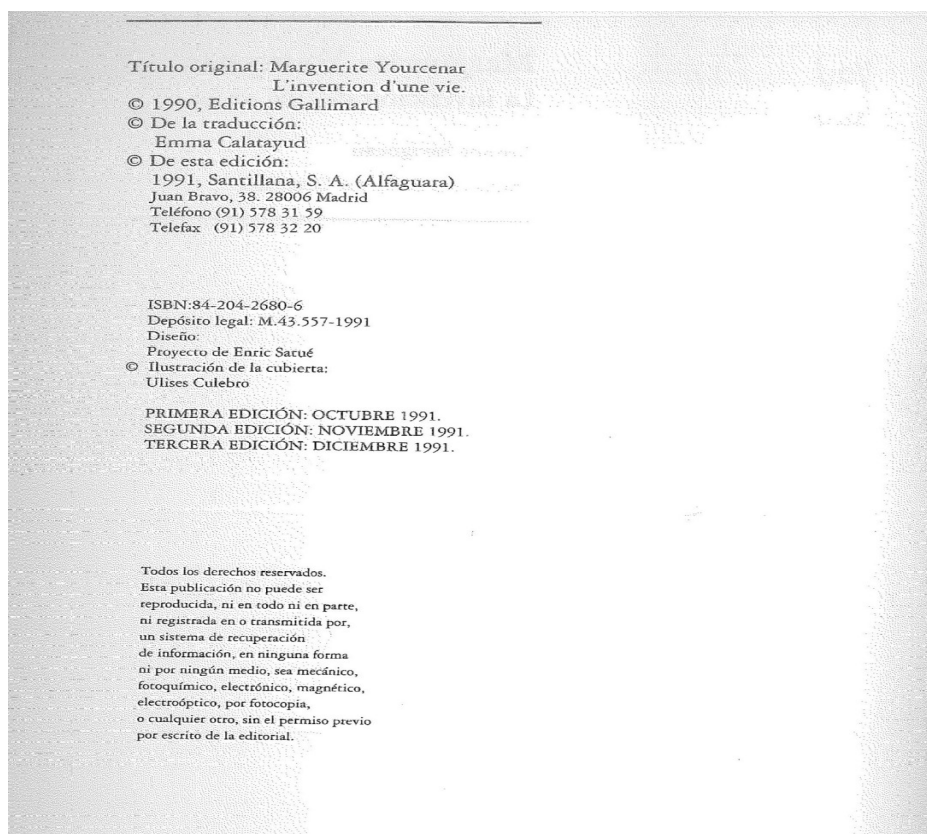 Título original: Marguerite Yourcenar
L'invention d'une vie.
© 1990, Editions Gallimard
© De la traducción:
Emma Calatayud
© De esta edición:
1991, Santillana, S. A. (Alfaguara)
Juan Bravo, 38. 28006 Madrid
Teléfono (91) 578 31 59
Telefax (91) 578 32 20
ISBN:84-204-2680-6
Depósito legal: M.43.557-1991
Diseño:
Proyecto de Enric Satué
© Ilustración de la cubierta:
Ulises Culebro
PRIMERA EDICIÓN: OCTUBRE 1991.
SEGUNDA EDICIÓN: NOVIEMBRE 1991.
TERCERA EDICIÓN: DICIEMBRE 1991.
Todos los derechos reservados.
Esta publicación no puede ser
reproducida, ni en todo ni en parte,
ni registrada en o transmitida por,
un sistema de recuperación
de información, en ninguna forma
ni por ningún medio, sea mecánico,
fotoquímico, electrónico, magnético,
electroóptico, por fotocopia,
o cualquier otro, sin el permiso previo
por escrito de la editorial.